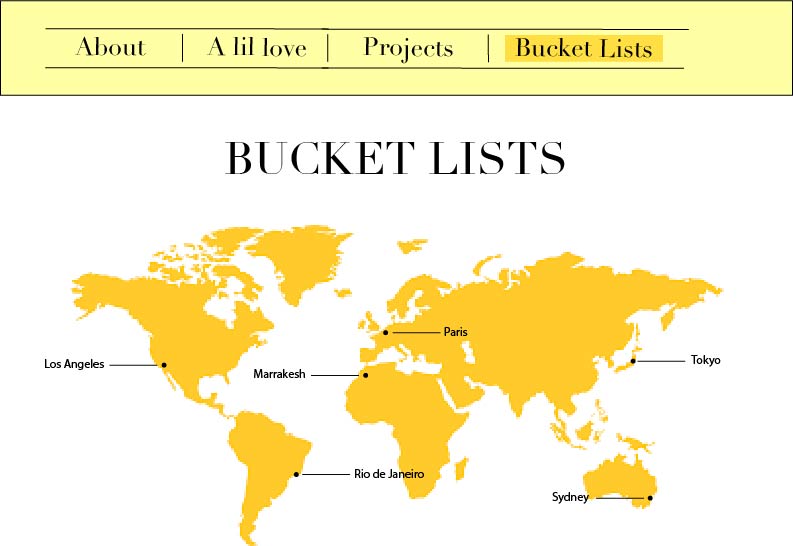 About
A lil love
Projects
Bucket Lists
BUCKET LISTS
Paris
Los Angeles
Tokyo
Marrakesh
Rio de Janeiro
Sydney